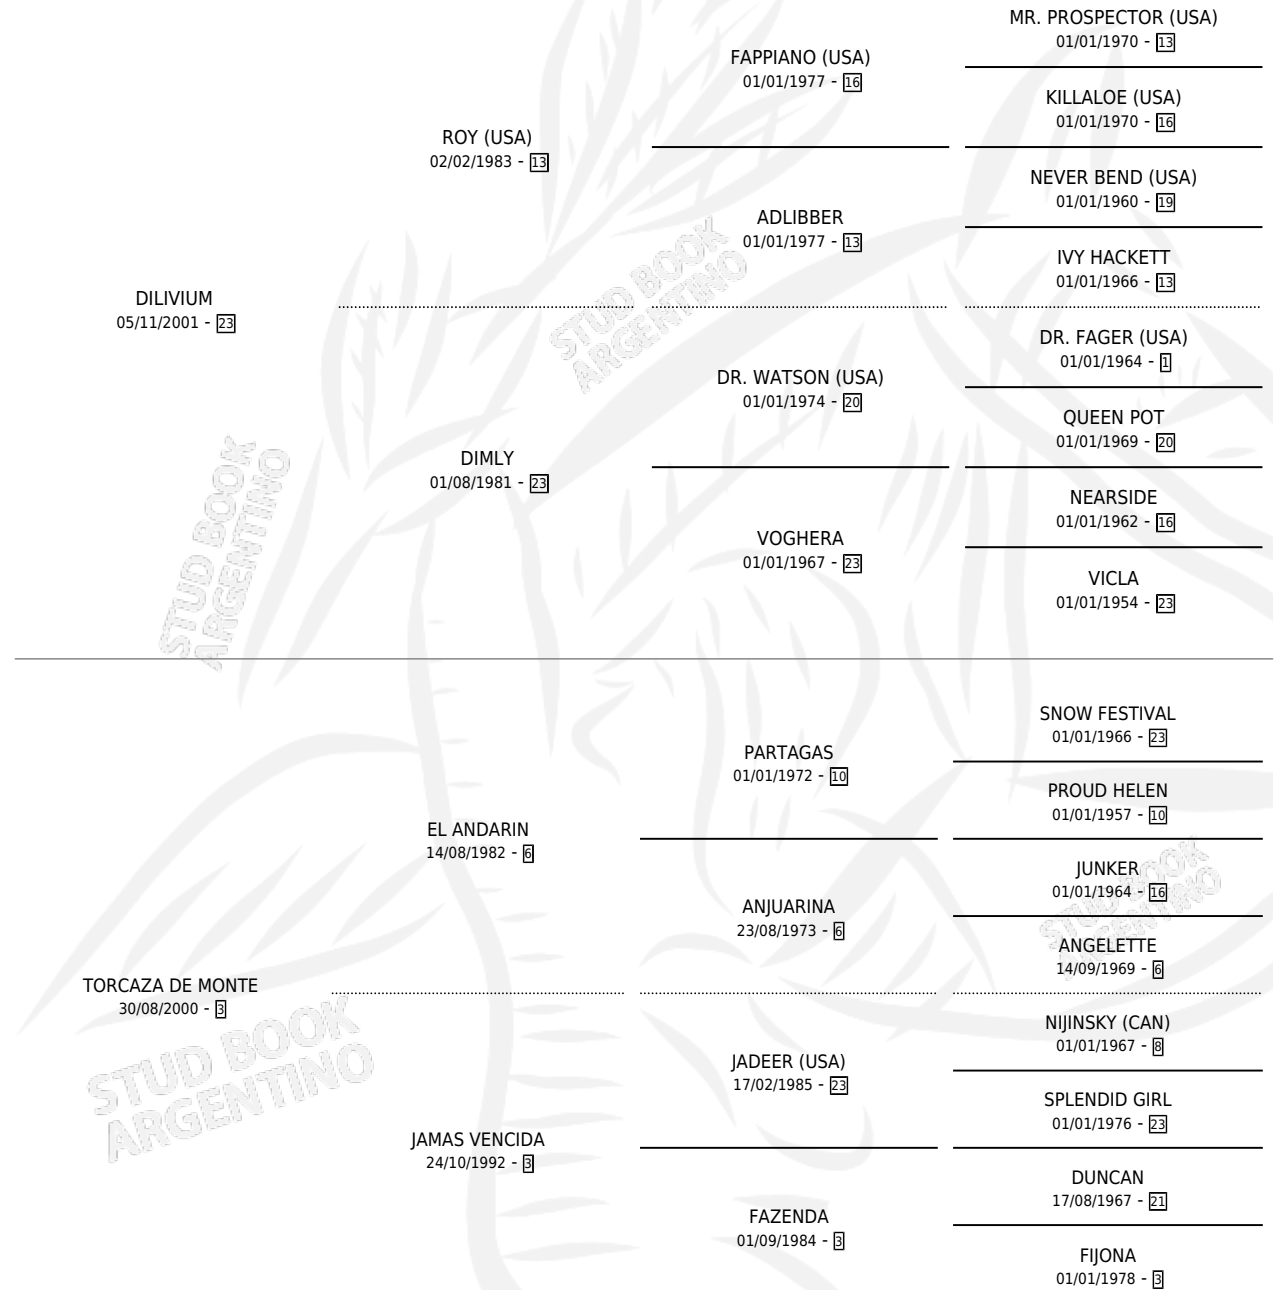 MR. PROSPECTOR (USA)
01/01/1970 - 13
FAPPIANO (USA)
01/01/1977 - 16
KILLALOE (USA)
01/01/1970 - 16
ROY (USA)
02/02/1983 - 13
NEVER BEND (USA)
01/01/1960 - 19
ADLIBBER
01/01/1977 - 13
IVY HACKETT
01/01/1966 - 13
DILIVIUM
05/11/2001 - 23
DR. FAGER (USA)
01/01/1964 - 1
DR. WATSON (USA)
01/01/1974 - 20
QUEEN POT
01/01/1969 - 20
DIMLY
01/08/1981 - 23
NEARSIDE
01/01/1962 - 16
VOGHERA
01/01/1967 - 23
VICLA
01/01/1954 - 23
STUD BOOK
ARGENTINO
STUD BOOK
ARGENTINO
SNOW FESTIVAL
01/01/1966 - 23
PARTAGAS
01/01/1972 - 10
PROUD HELEN
01/01/1957 - 10
EL ANDARIN
14/08/1982 - 6
JUNKER
01/01/1964 - 16
ANJUARINA
23/08/1973 - 6
ANGELETTE
14/09/1969 - 6
STUD BOOK
ARGENTINO
TORCAZA DE MONTE
30/08/2000 - 3
NIJINSKY (CAN)
01/01/1967 - 8
JADEER (USA)
17/02/1985 - 23
SPLENDID GIRL
01/01/1976 - 23
STUD BOOK
ARGENTINO
JAMAS VENCIDA
24/10/1992 - 3
DUNCAN
17/08/1967 - 21
FAZENDA
01/09/1984 - 3
FIJONA
01/01/1978 - 3